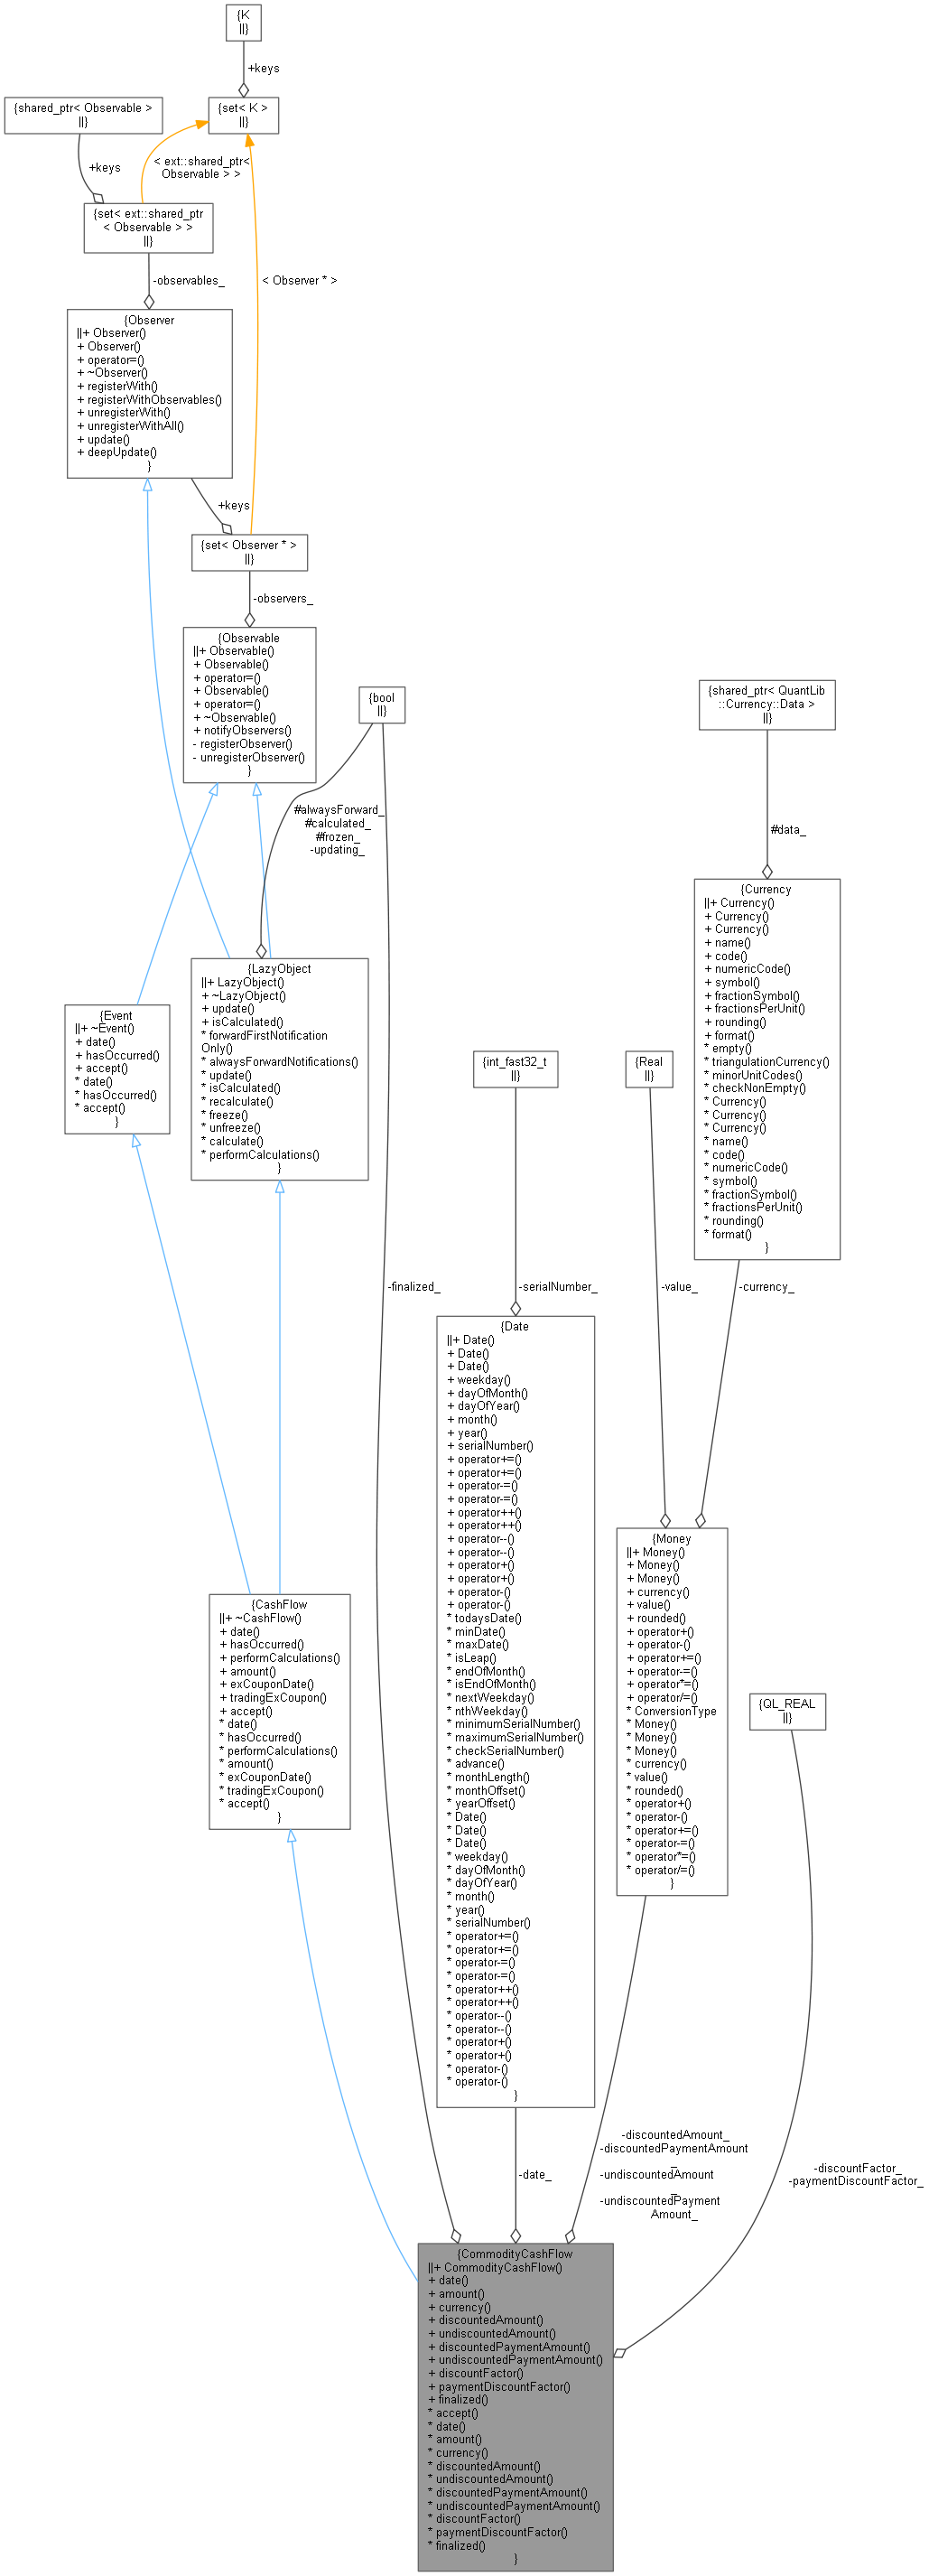 {K
||}
+keys
{shared_ptr< Observable >
||}
{set< K >
||}
+keys
< ext::shared_ptr<
Observable > >
{set< ext::shared_ptr
< Observable > >
||}
-observables_
< Observer * >
{Observer
||+ Observer()
+ Observer()
+ operator=()
+ ~Observer()
+ registerWith()
+ registerWithObservables()
+ unregisterWith()
+ unregisterWithAll()
+ update()
+ deepUpdate()
}
+keys
{set< Observer * >
||}
-observers_
{Observable
||+ Observable()
+ Observable()
+ operator=()
+ Observable()
+ operator=()
+ ~Observable()
+ notifyObservers()
- registerObserver()
- unregisterObserver()
}
{bool
||}
{shared_ptr< QuantLib
::Currency::Data >
||}
#alwaysForward_
#calculated_
#frozen_
-updating_
#data_
{Currency
||+ Currency()
+ Currency()
+ Currency()
+ name()
+ code()
+ numericCode()
+ symbol()
+ fractionSymbol()
+ fractionsPerUnit()
+ rounding()
+ format()
* empty()
* triangulationCurrency()
* minorUnitCodes()
* checkNonEmpty()
* Currency()
* Currency()
* Currency()
* name()
* code()
* numericCode()
* symbol()
* fractionSymbol()
* fractionsPerUnit()
* rounding()
* format()
}
{LazyObject
||+ LazyObject()
+ ~LazyObject()
+ update()
+ isCalculated()
* forwardFirstNotification
Only()
* alwaysForwardNotifications()
* update()
* isCalculated()
* recalculate()
* freeze()
* unfreeze()
* calculate()
* performCalculations()
}
{Event
||+ ~Event()
+ date()
+ hasOccurred()
+ accept()
* date()
* hasOccurred()
* accept()
}
{int_fast32_t
||}
{Real
||}
-finalized_
-serialNumber_
-value_
-currency_
{Date
||+ Date()
+ Date()
+ Date()
+ weekday()
+ dayOfMonth()
+ dayOfYear()
+ month()
+ year()
+ serialNumber()
+ operator+=()
+ operator+=()
+ operator-=()
+ operator-=()
+ operator++()
+ operator++()
+ operator--()
+ operator--()
+ operator+()
+ operator+()
+ operator-()
+ operator-()
* todaysDate()
* minDate()
* maxDate()
* isLeap()
* endOfMonth()
* isEndOfMonth()
* nextWeekday()
* nthWeekday()
* minimumSerialNumber()
* maximumSerialNumber()
* checkSerialNumber()
* advance()
* monthLength()
* monthOffset()
* yearOffset()
* Date()
* Date()
* Date()
* weekday()
* dayOfMonth()
* dayOfYear()
* month()
* year()
* serialNumber()
* operator+=()
* operator+=()
* operator-=()
* operator-=()
* operator++()
* operator++()
* operator--()
* operator--()
* operator+()
* operator+()
* operator-()
* operator-()
}
{Money
||+ Money()
+ Money()
+ Money()
+ currency()
+ value()
+ rounded()
+ operator+()
+ operator-()
+ operator+=()
+ operator-=()
+ operator*=()
+ operator/=()
* ConversionType
* Money()
* Money()
* Money()
* currency()
* value()
* rounded()
* operator+()
* operator-()
* operator+=()
* operator-=()
* operator*=()
* operator/=()
}
{CashFlow
||+ ~CashFlow()
+ date()
+ hasOccurred()
+ performCalculations()
+ amount()
+ exCouponDate()
+ tradingExCoupon()
+ accept()
* date()
* hasOccurred()
* performCalculations()
* amount()
* exCouponDate()
* tradingExCoupon()
* accept()
}
{QL_REAL
||}
-date_
-discountedAmount_
-discountedPaymentAmount
_
-undiscountedAmount
_
-undiscountedPayment
Amount_
-discountFactor_
-paymentDiscountFactor_
{CommodityCashFlow
||+ CommodityCashFlow()
+ date()
+ amount()
+ currency()
+ discountedAmount()
+ undiscountedAmount()
+ discountedPaymentAmount()
+ undiscountedPaymentAmount()
+ discountFactor()
+ paymentDiscountFactor()
+ finalized()
* accept()
* date()
* amount()
* currency()
* discountedAmount()
* undiscountedAmount()
* discountedPaymentAmount()
* undiscountedPaymentAmount()
* discountFactor()
* paymentDiscountFactor()
* finalized()
}